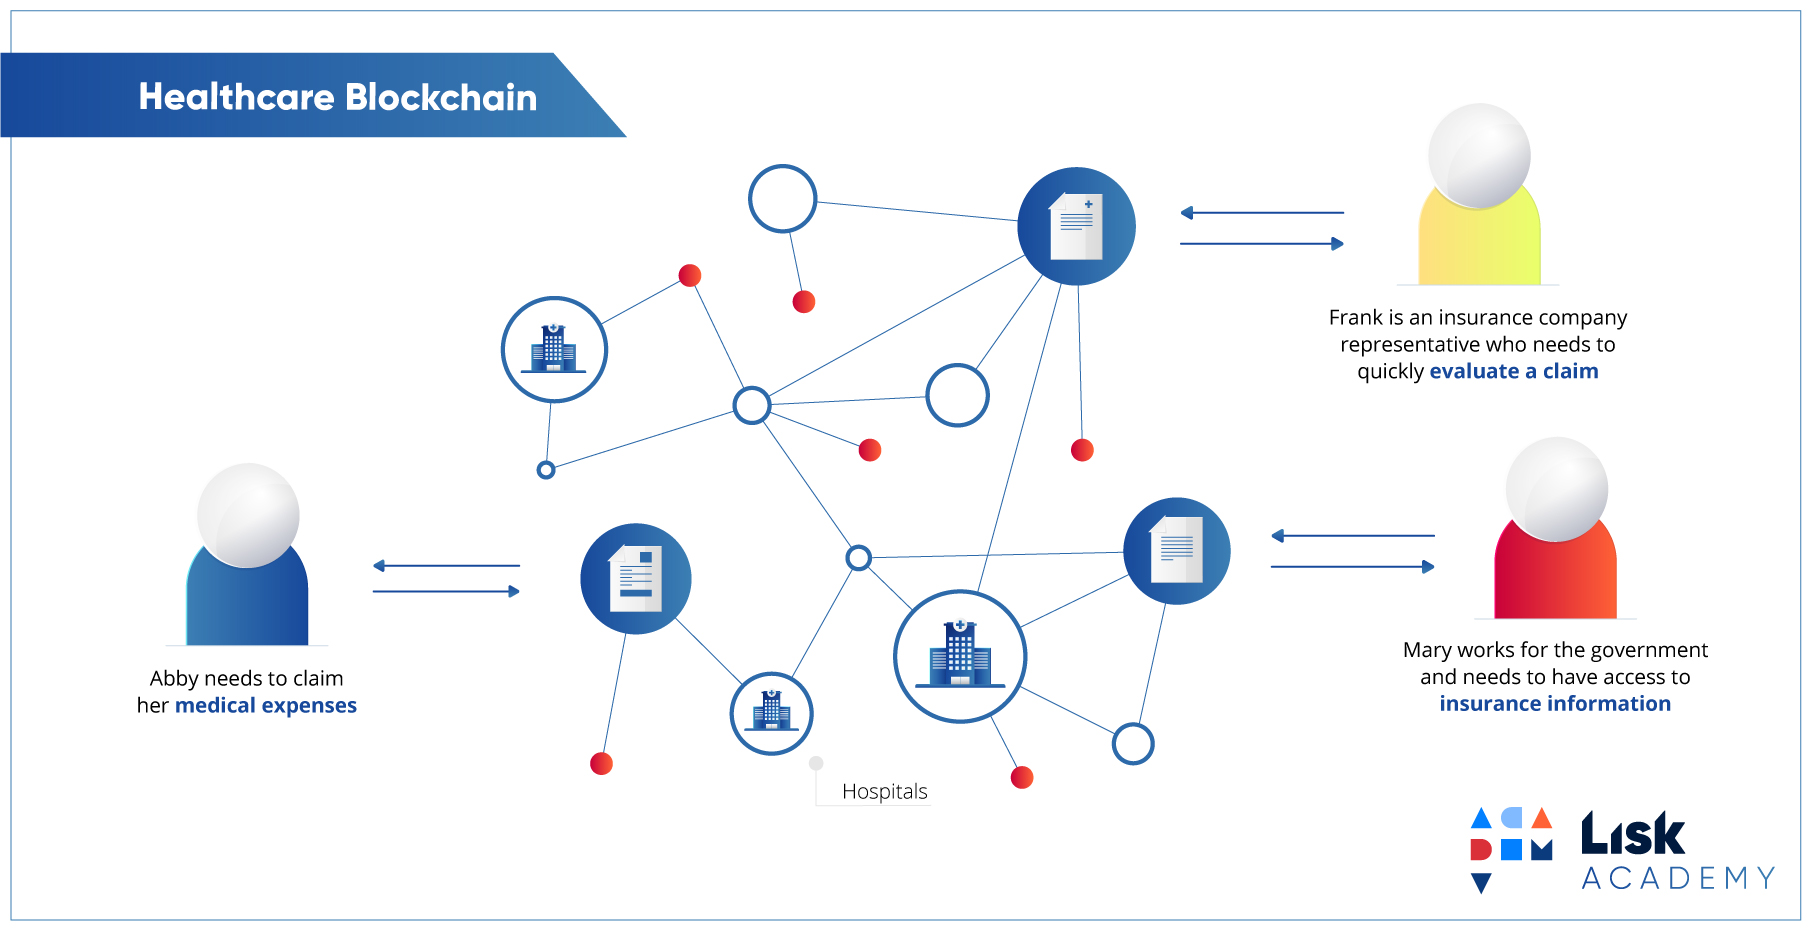 Healthcare Blockchain
Frank is an insurance company
representative who needs to
quickly evaluate a claim
Abby needs to claim
her medical expenses
Mary works for the government
and needs to have access to
insurance information
Hospitals
Lisk
ACADEMY